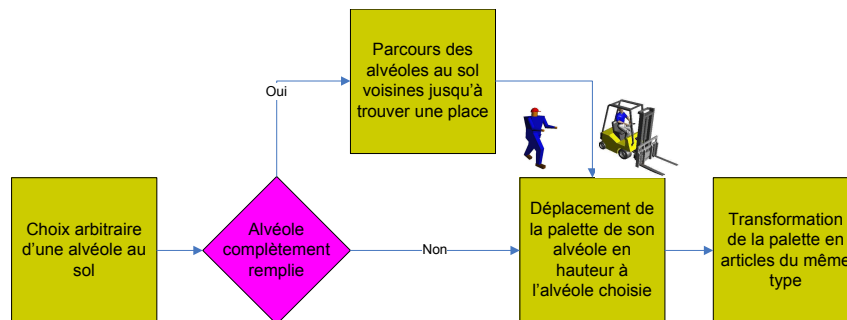 Parcours des
alvéoles au sol
voisines jusqu'à
trouver une place
Oui
Choix arbitraire
d'une alvéole au
sol
Alvéole
complètement
remplie
Non
Déplacement de
la palette de son
alvéole en
hauteur à
l'alvéole choisie
Transformation
de la palette en
articles du même
type